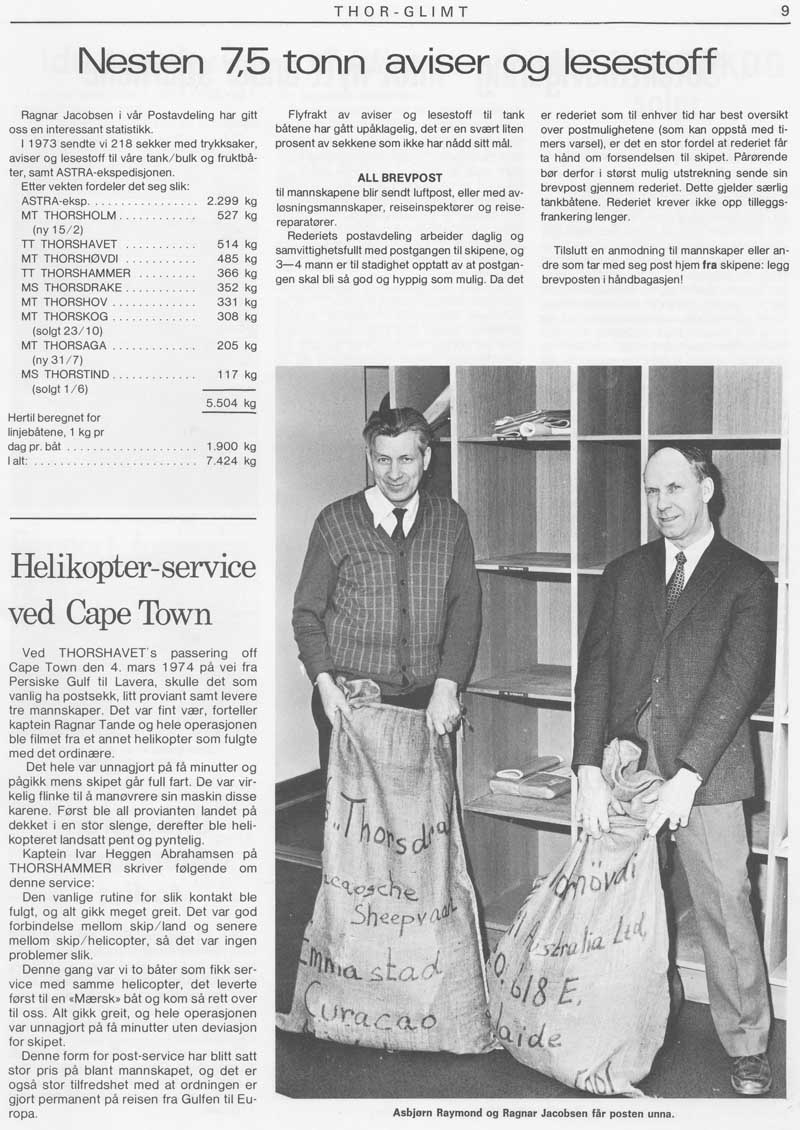 THOR-GLIMT
9
Nesten 7,5 tonn aviser og lesestoff
Ragnar Jacobsen i vår Postavdeling har gitt
oss en interessant statistikk.
I 1973 sendte vi 218 sekker med trykksaker,
aviser og lesestoff til våre tank/bulk og fruktbå-
ter, samt ASTRA-ekspedisjonen.
Etter vekten fordeler det seg slik:
ASTRA-eksp. . . . . . . . . . . . . . . . . 2.299 kg
MT THORSHOLM . . . . . . . . . . . . 527 kg
(ny 15/2)
TT THORSHAVET . . . . . . . . . . . 514 kg
MT THORSHØVDI . . . . . . . . . . . 485 kg
TT THORSHAMMER . . . . . . . . . 366 kg
MS THORSDRAKE . . . . . . . . . . . 352 kg
MT THORSHOV . . . . . . . . . . . . . 331 kg
MT THORSKOG . . . . . . . . . . . . . 308 kg
(solgt 23/10)
MT THORSAGA . . . . . . . . . . . . . 205 kg
(ny 31/7)
MS THORSTIND . . . . . . . . . . . . . 117 kg
(solgt 1/6)
5.504 kg
Hertil beregnet for
linjebåtene, 1 kg pr
dag pr. båt . . . . . . . . . . . . . . . . . . . . 1.900 kg
I alt: . . . . . . . . . . . . . . . . . . . . . . . . . 7.424 kg
Flyfrakt av aviser og lesestoff til tank
båtene har gått upåklagelig, det er en svært liten
prosent av sekkene som ikke har nådd sitt mål.
ALL BREVPOST
til mannskapene blir sendt luftpost, eller med av-
løsningsmannskaper, reiseinspektører og reise-
reparatører.
Rederiets postavdeling arbeider daglig og
samvittighetsfullt med postgangen til skipene, og
3—4 mann er til stadighet opptatt av at postgan-
gen skal bli så god og hyppig som mulig. Da det
er rederiet som til enhver tid har best oversikt
over postmulighetene (som kan oppstå med ti-
mers varsel), er det en stor fordel at rederiet får
ta hånd om forsendelsen til skipet. Pårørende
bør derfor i størst mulig utstrekning sende sin
brevpost gjennem rederiet. Dette gjelder særlig
tankbåtene. Rederiet krever ikke opp tilleggs-
frankering lenger.
Tilslutt en anmodning til mannskaper eller an-
dre som tar med seg post hjem fra skipene: legg
brevposten i håndbagasjen!
Helikopter-service
ved Cape Town
Ved THORSHAVET's passering off
Cape Town den 4. mars 1974 på vei fra
Persiske Gulf til Lavera, skulle det som
vanlig ha postsekk, litt proviant samt levere
tre mannskaper. Det var fint vær, forteller
kaptein Ragnar Tande og hele operasjonen
ble filmet fra et annet helikopter som fulgte
med det ordinære.
Det hele var unnagjort på få minutter og
pågikk mens skipet går full fart. De var vir-
kelig flinke til å manøvrere sin maskin disse
karene. Først ble all provianten landet på
dekket i en stor slenge, derefter ble heli-
kopteret landsatt pent og pyntelig.
Kaptein Ivar Heggen Abrahamsen på
THORSHAMMER skriver følgende om
denne service:
Den vanlige rutine for slik kontakt ble
fulgt, og alt gikk meget greit. Det var god
forbindelse mellom skip/land og senere
mellom skip/helicopter, så det var ingen
problemer slik.
Denne gang var vi to båter som fikk ser-
vice med samme helicopter, det leverte
først til en «Mærsk» båt og kom så rett over
til oss. Alt gikk greit, og hele operasjonen
var unnagjort på få minutter uten deviasjon
for skipet.
Denne form for post-service har blitt satt
stor pris på blant mannskapet, og det er
også stor tilfredshet med at ordningen er
gjort permanent på reisen fra Gulfen til Eu-
ropa.
„Thorsdra
Sheepvaart
Emmastad
Curacao
Australia Ltd,
618 E,
laide
Asbjørn Raymond og Ragnar Jacobsen får posten unna.